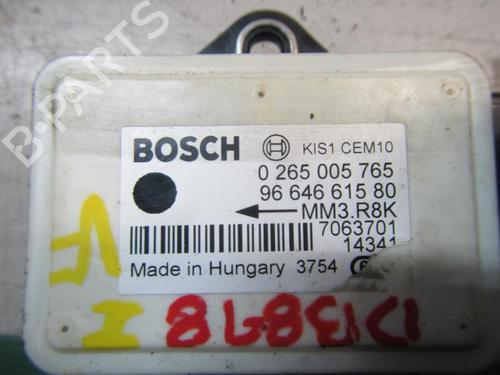 BOSCH KIS1 CEM10
0 265 005 765
96 646 615 80
MM3.R8K
7063701
14341
Made in Hungary 3754
B-PARTS